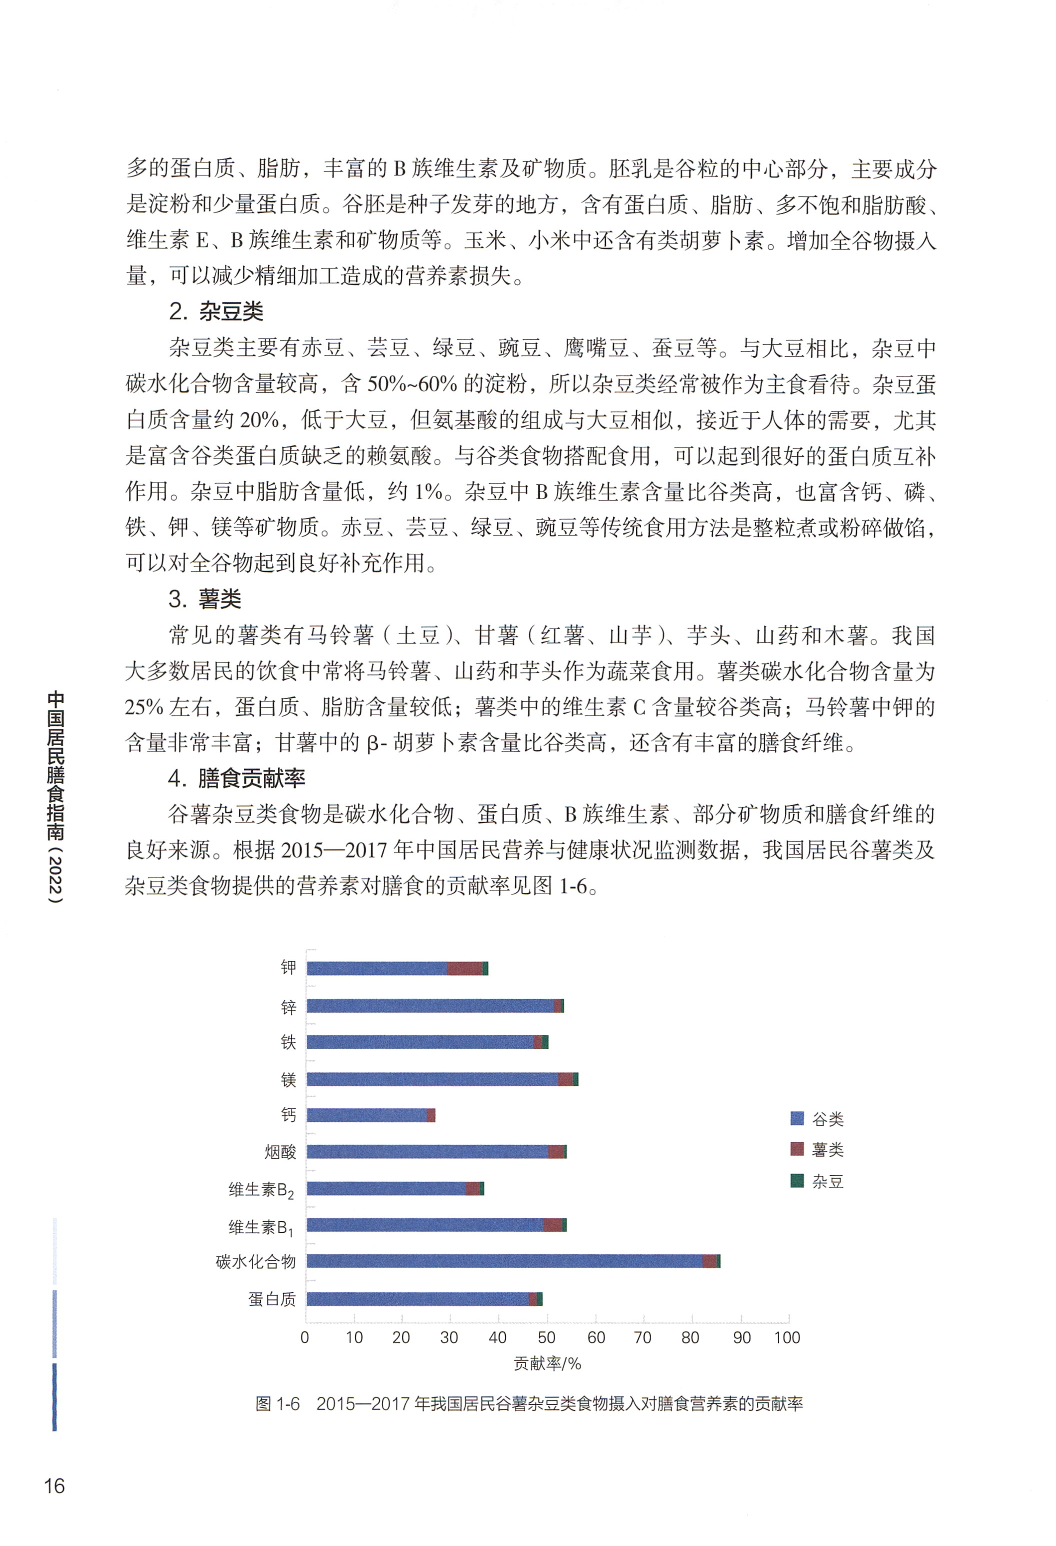 多的蛋白质、脂肪，丰富的 B 族维生素及矿物质。胚乳是谷粒的中心部分，主要成分
是淀粉和少量蛋白质。谷胚是种子发芽的地方，含有蛋白质、脂肪、多不饱和脂肪酸、
维生素 E、B 族维生素和矿物质等。玉米、小米中还含有类胡萝卜素。增加全谷物摄入
量，可以减少精细加工造成的营养素损失。
2. 杂豆类
杂豆类主要有赤豆、芸豆、绿豆、豌豆、鹰嘴豆、蚕豆等。与大豆相比，杂豆中
碳水化合物含量较高，含 50%~60% 的淀粉，所以杂豆类经常被作为主食看待。杂豆蛋
白质含量约 20%，低于大豆，但氨基酸的组成与大豆相似，接近于人体的需要，尤其
是富含谷类蛋白质缺乏的赖氨酸。与谷类食物搭配食用，可以起到很好的蛋白质互补
作用。杂豆中脂肪含量低，约 1%。杂豆中 B 族维生素含量比谷类高，也富含钙、磷、
铁、钾、镁等矿物质。赤豆、芸豆、绿豆、豌豆等传统食用方法是整粒煮或粉碎做馅，
可以对全谷物起到良好补充作用。
3. 薯类
常见的薯类有马铃薯（土豆）、甘薯（红薯、山芋）、芋头、山药和木薯。我国
大多数居民的饮食中常将马铃薯、山药和芋头作为蔬菜食用。薯类碳水化合物含量为
25% 左右，蛋白质、脂肪含量较低；薯类中的维生素 C 含量较谷类高；马铃薯中钾的
含量非常丰富；甘薯中的 β- 胡萝卜素含量比谷类高，还含有丰富的膳食纤维。
4. 膳食贡献率
谷薯杂豆类食物是碳水化合物、蛋白质、B 族维生素、部分矿物质和膳食纤维的
良好来源。根据 2015—2017 年中国居民营养与健康状况监测数据，我国居民谷薯类及
杂豆类食物提供的营养素对膳食的贡献率见图 1-6。
中国居民膳食指南（2022）
钾
锌
铁
镁
钙
烟酸
维生素B₂
维生素B₁
碳水化合物
蛋白质
谷类
薯类
杂豆
0 10 20 30 40 50 60 70 80 90 100
贡献率/%
图 1-6 2015—2017 年我国居民谷薯杂豆类食物摄入对膳食营养素的贡献率
16